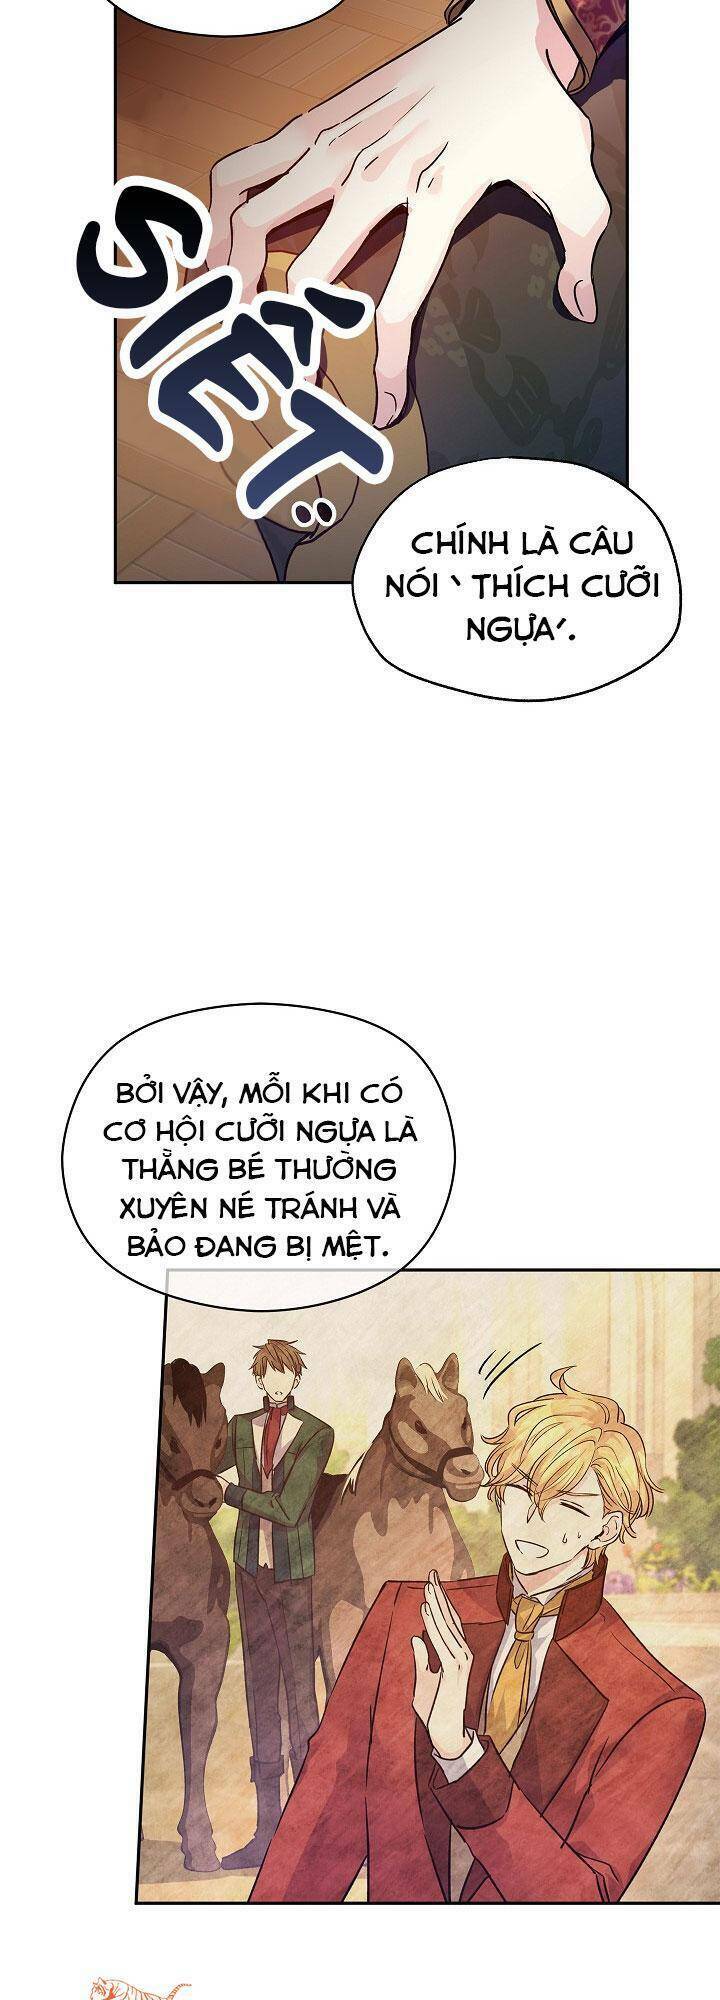 SIẾT..
CHÍNH LÀ CÂU
NÓI ` THÍCH CƯỠI
NGỰA´.
BỞI VẬY, MỖI KHI CÓ
CƠ HỘI CƯỠI NGỰA LÀ
THẰNG BÉ THƯỜNG
XUYÊN NÉ TRÁNH VÀ
BẢO ĐANG BỊ MỆT.